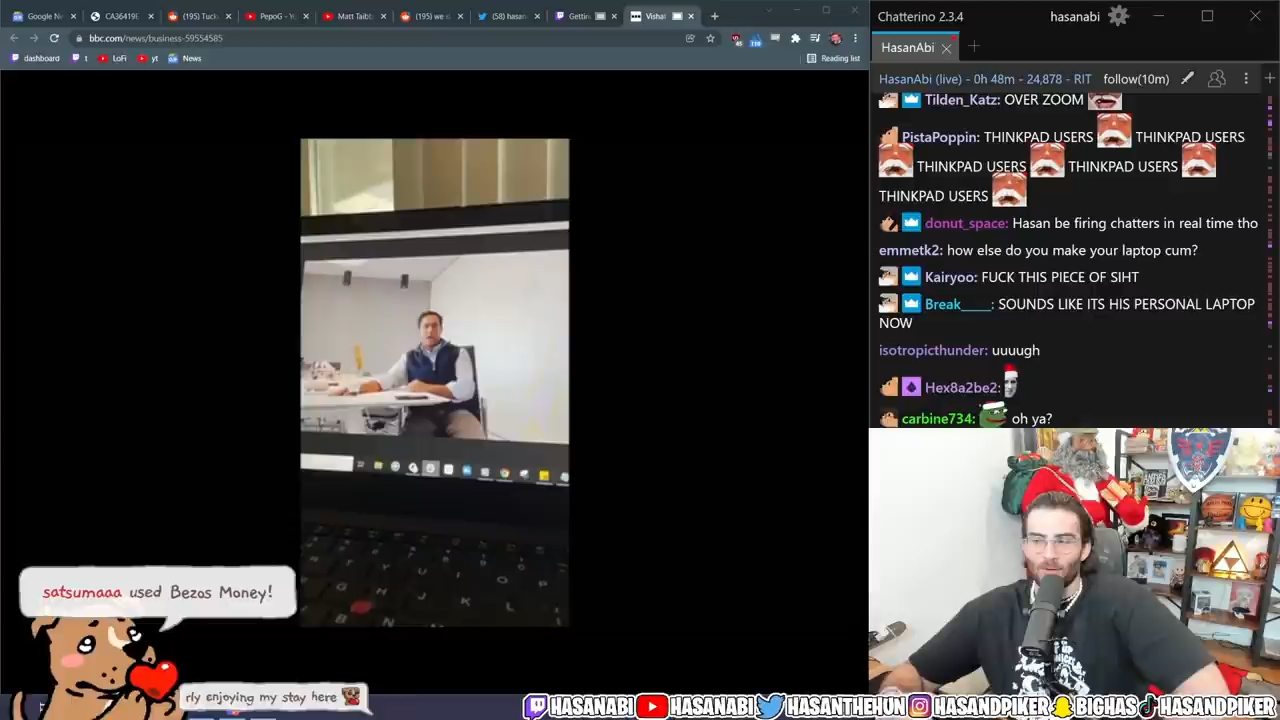 Google Ne
CA36419E
(195) Tuck
PepoG - Yo
Matt Taibb
(195) we s
(58) hasan
Gettin
Vishal
bbc.com/news/business-59554585
dashboard
t
LoFi
yt
News
Reading list
Chatterino 2.3.4
hasanabi
HasanAbi
HasanAbi (live) - 0h 48m - 24,878 - RIT
follow(10m)
Tilden_Katz: OVER ZOOM
PistaPoppin: THINKPAD USERS THINKPAD USERS
THINKPAD USERS THINKPAD USERS
THINKPAD USERS
donut_space: Hasan be firing chatters in real time tho
emmetk2: how else do you make your laptop cum?
Kairyoo: FUCK THIS PIECE OF SIHT
Break____: SOUNDS LIKE ITS HIS PERSONAL LAPTOP
NOW
isotropicthunder: uuuugh
Hex8a2be2:
carbine734: oh ya?
satsumaaa used Bezos Money!
rly enjoying my stay here
HASANABI
HASANABI
HASANTHEHUN
HASANDPIKER
BIGHAS
HASANDPIKER